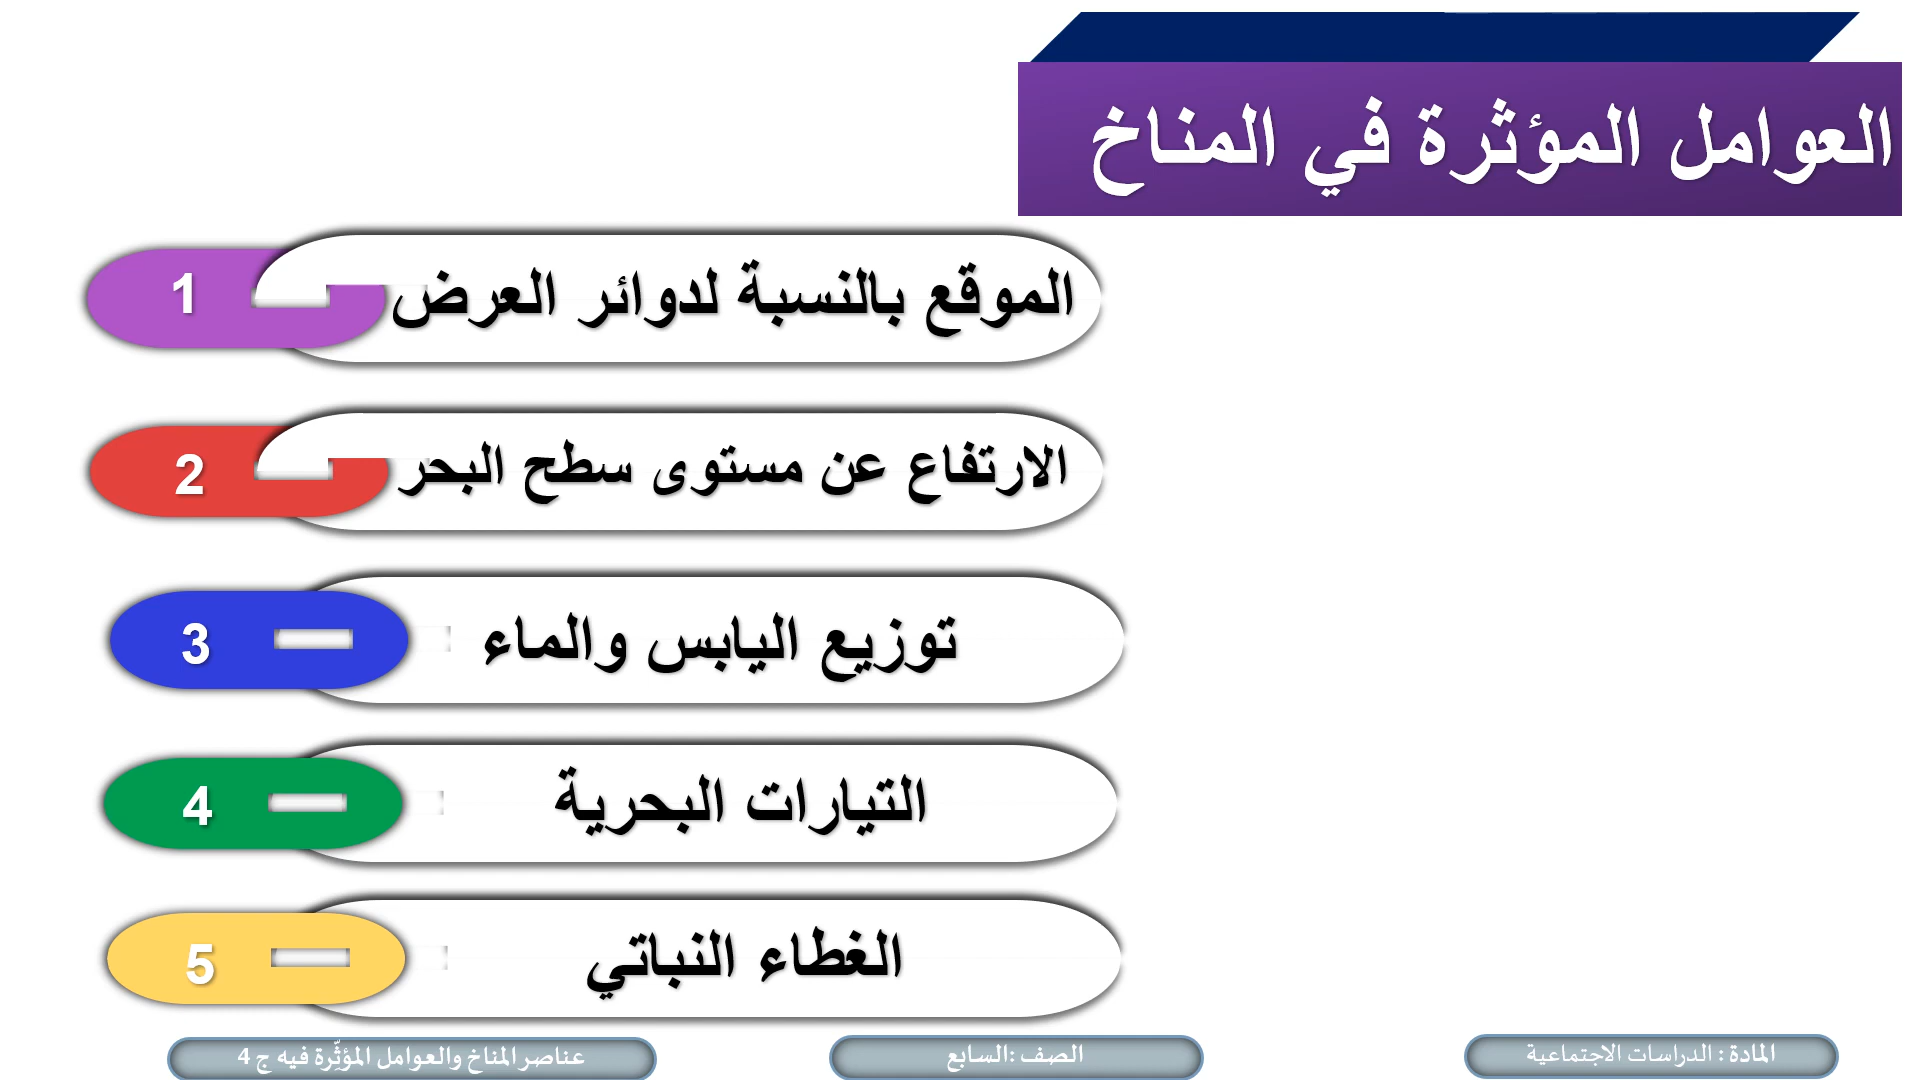 العوامل المؤثرة في المناخ
1 الموقع بالنسبة لدوائر العرض
2 الارتفاع عن مستوى سطح البحر
3 توزيع اليابس والماء
4 التيارات البحرية
5 الغطاء النباتي
المادة : الدراسات الاجتماعية
الصف :السابع
عناصر المناخ والعوامل المؤثِّرة فيه ج 4